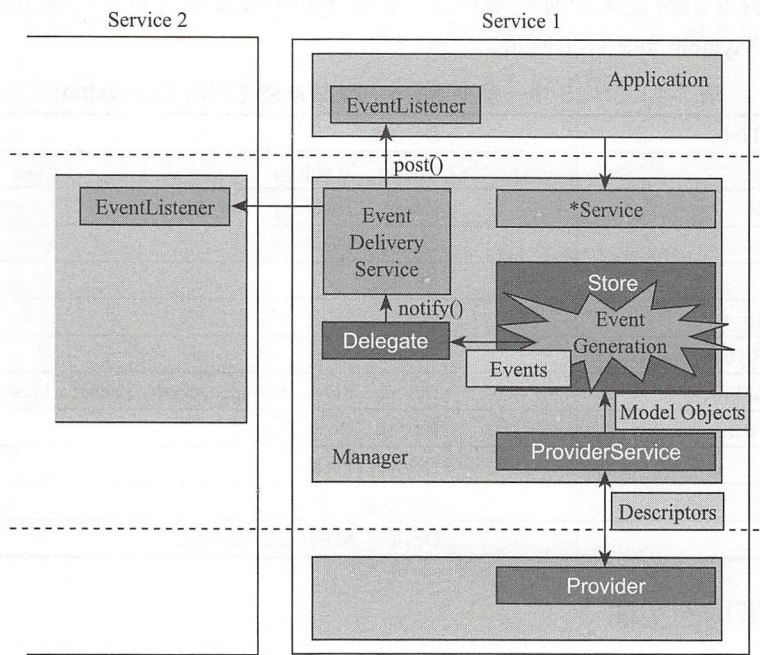 Service 2
Service 1
Application
EventListener
post()
EventListener
Event
Delivery
Service
*Service
Store
notify()
Event
Generation
Delegate
Events
Model Objects
Manager
ProviderService
Descriptors
Provider